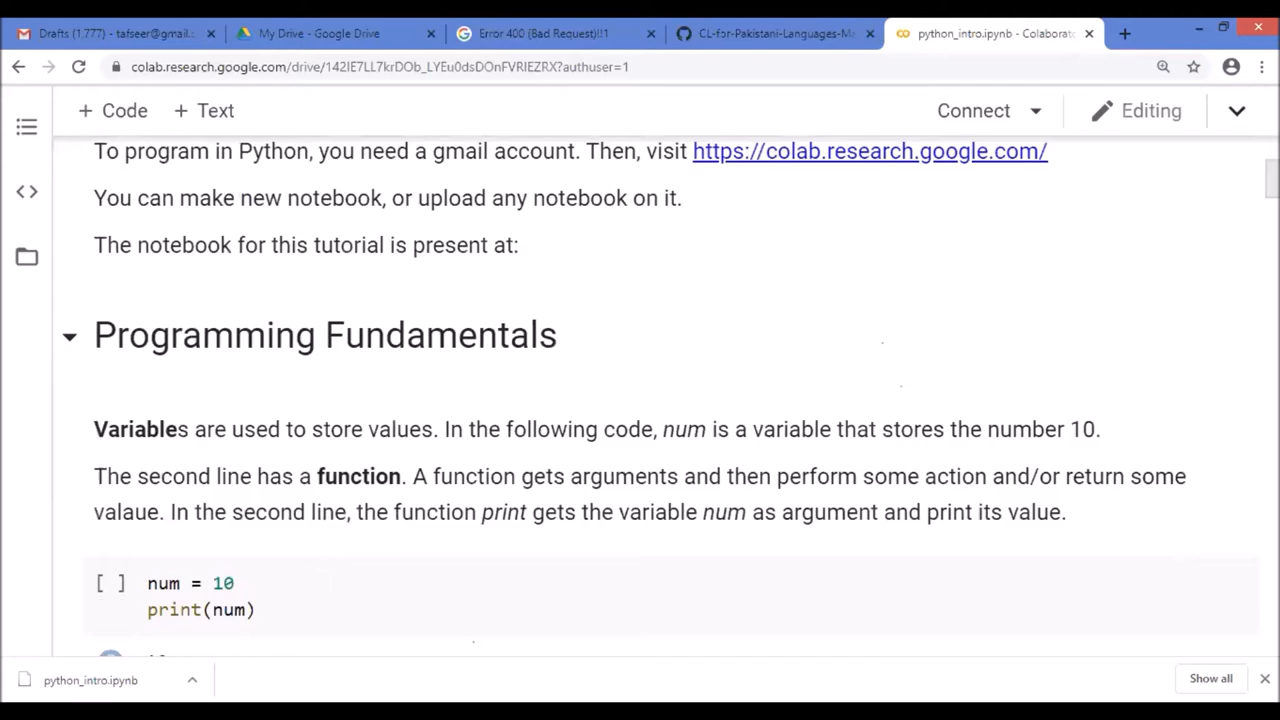 Drafts (1,777) - tafseer@gmail.c
My Drive - Google Drive
Error 400 (Bad Request)!!1
CL-for-Pakistani-Languages-Ma
python_intro.ipynb - Colaborato
colab.research.google.com/drive/142IE7LL7krDOb_LYEu0dsDOnFVRIEZRX?authuser=1
+ Code + Text
Connect
Editing
To program in Python, you need a gmail account. Then, visit https://colab.research.google.com/
You can make new notebook, or upload any notebook on it.
The notebook for this tutorial is present at:
Programming Fundamentals
Variables are used to store values. In the following code, num is a variable that stores the number 10.
The second line has a function. A function gets arguments and then perform some action and/or return some
valaue. In the second line, the function print gets the variable num as argument and print its value.
[ ] num = 10
print(num)
python_intro.ipynb
Show all